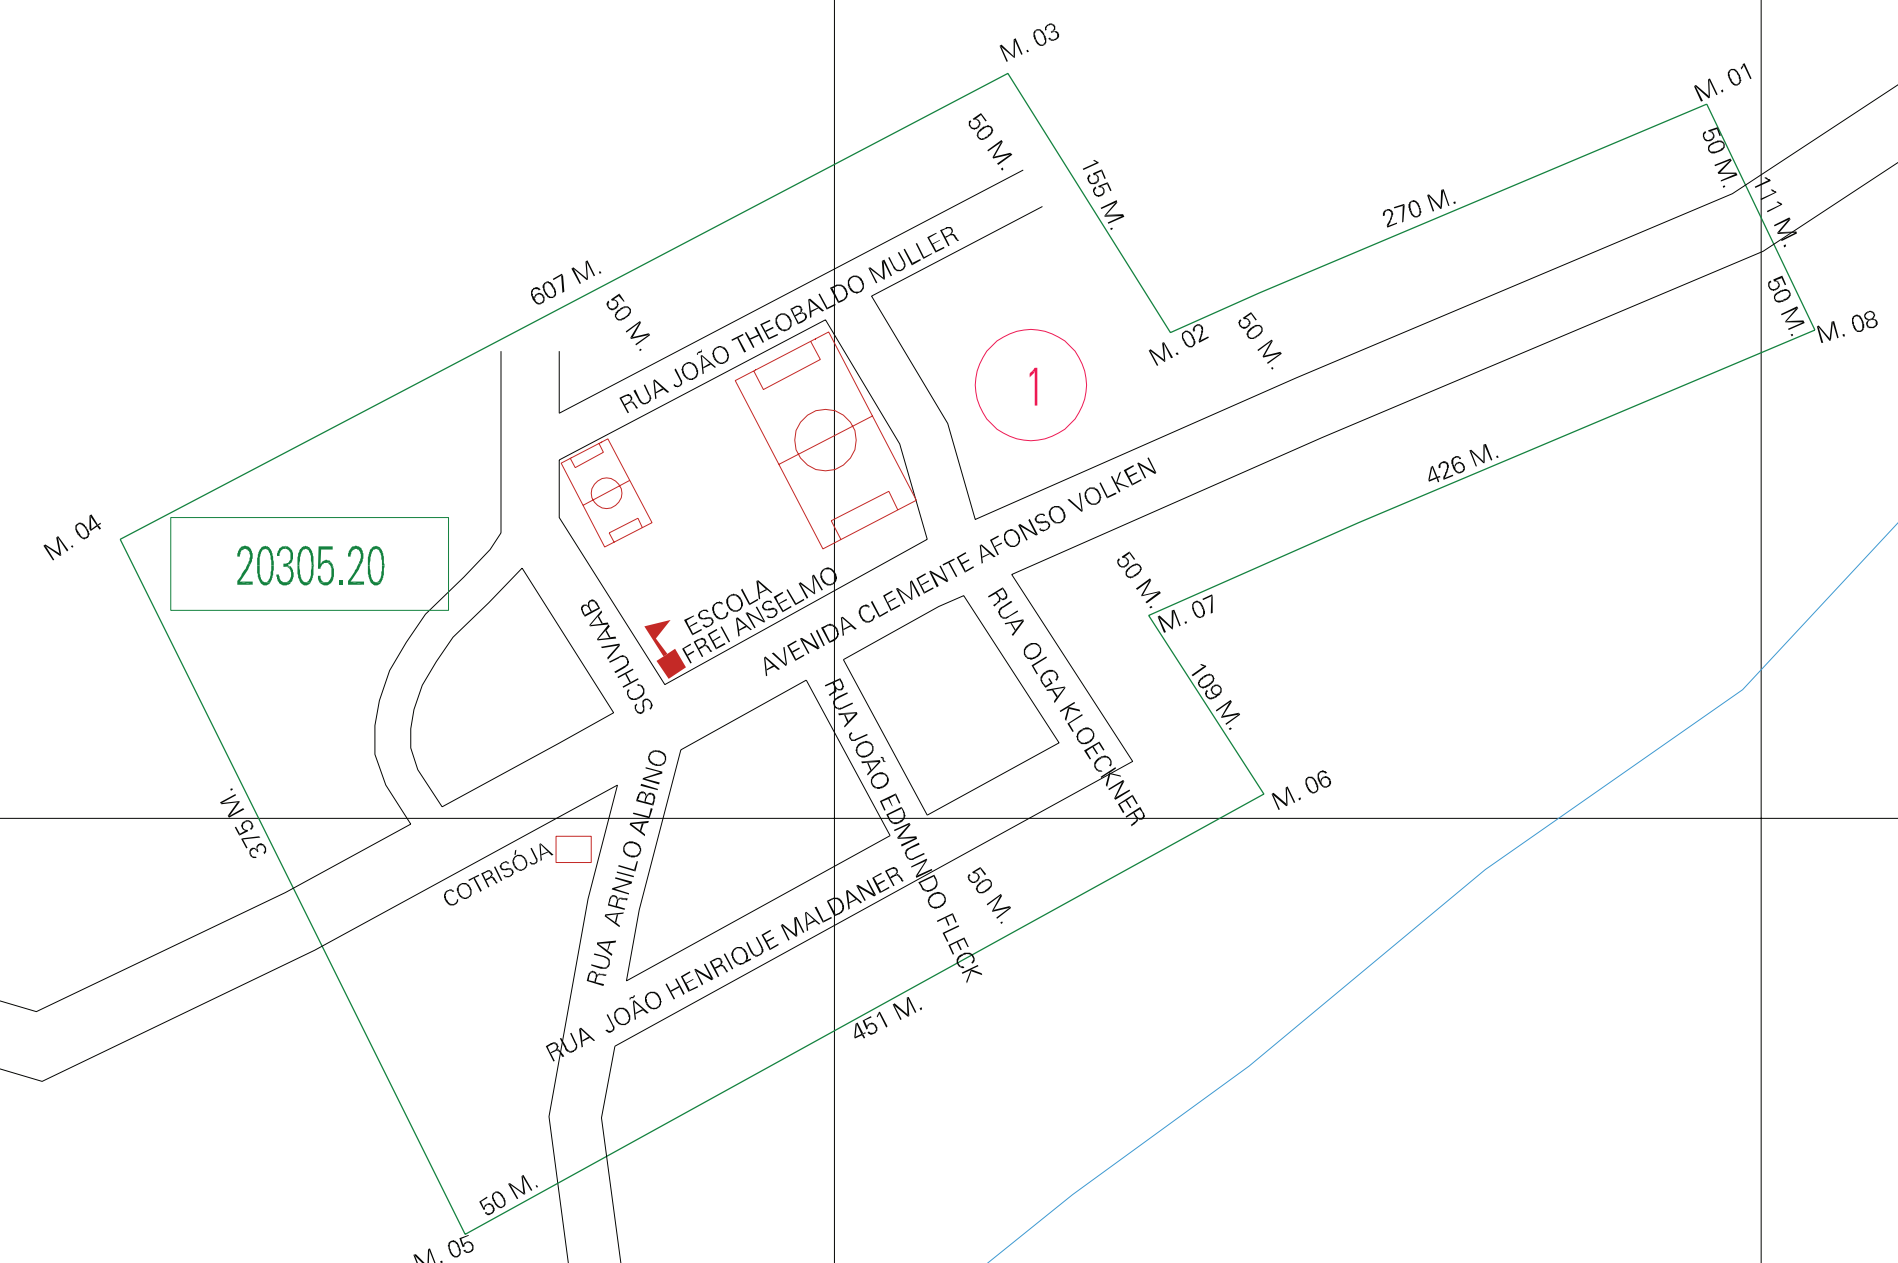 M. 03
M. 01
50 M.
50 M.
155 M.
111 M.
270 M.
607 M.
50 M.
RUA JOÃO THEOBALDO MULLER
50 M.
M. 08
M. 02
50 M.
1
426 M.
M. 04
20305.20
AVENIDA CLEMENTE AFONSO VOLKEN
50 M.
M. 07
ESCOLA
FREI ANSELMO
SCHUVAAB
RUA OLGA KLOECKNER
109 M.
RUA JOÃO EDMUNDO FLECK
M. 06
375 M.
COTRISÓJA
RUA ARNILO ALBINO
50 M.
RUA JOÃO HENRIQUE MALDANER
451 M.
50 M.
M. 05